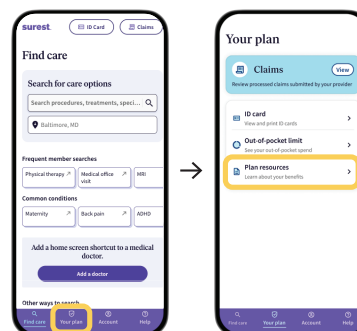 surest.
ID Card
Claims
Find care
Search for care options
Search procedures, treatments, speci...
Baltimore, MD
Frequent member searches
Physical therapy
Medical office visit
MRI
Common conditions
Maternity
Back pain
ADHD
Add a home screen shortcut to a medical
doctor.
Add a doctor
Other ways to search
Find care
Your plan
Account
Help
Your plan
Claims
View
Review processed claims submitted by your provider
ID card
View and print ID cards
Out-of-pocket limit
See your out-of-pocket spend
Plan resources
Learn about your benefits
Find care
Your plan
Account
Help